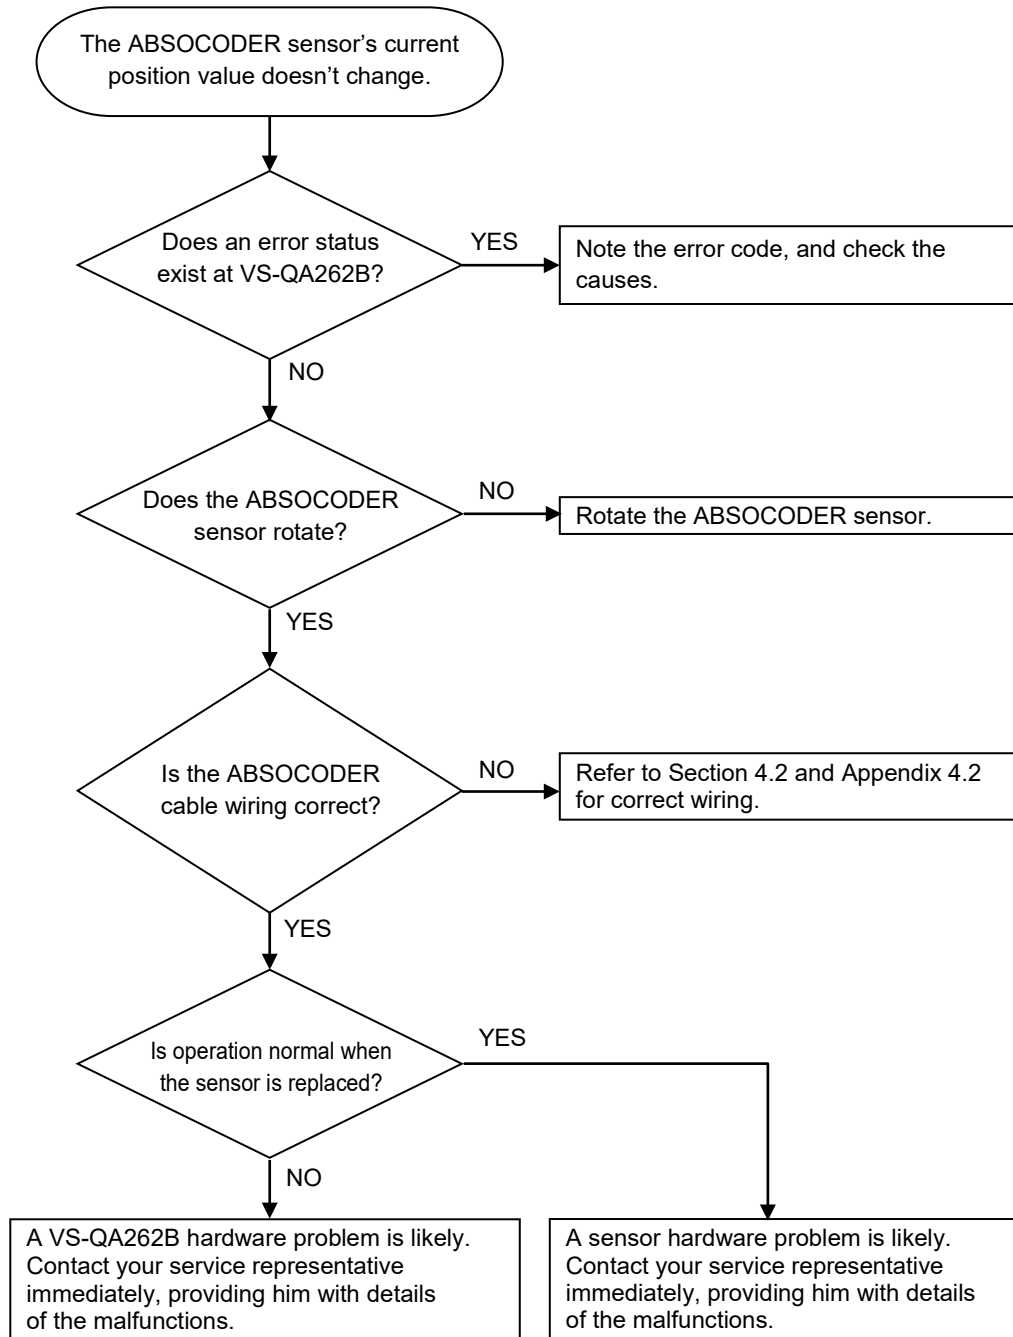 The ABSOCODER sensor’s current
position value doesn’t change.
Does an error status
exist at VS-QA262B?
YES
Note the error code, and check the
causes.
NO
Does the ABSOCODER
sensor rotate?
NO
Rotate the ABSOCODER sensor.
YES
Is the ABSOCODER
cable wiring correct?
NO
Refer to Section 4.2 and Appendix 4.2
for correct wiring.
YES
Is operation normal when
the sensor is replaced?
YES
NO
A VS-QA262B hardware problem is likely.
Contact your service representative
immediately, providing him with details
of the malfunctions.
A sensor hardware problem is likely.
Contact your service representative
immediately, providing him with details
of the malfunctions.